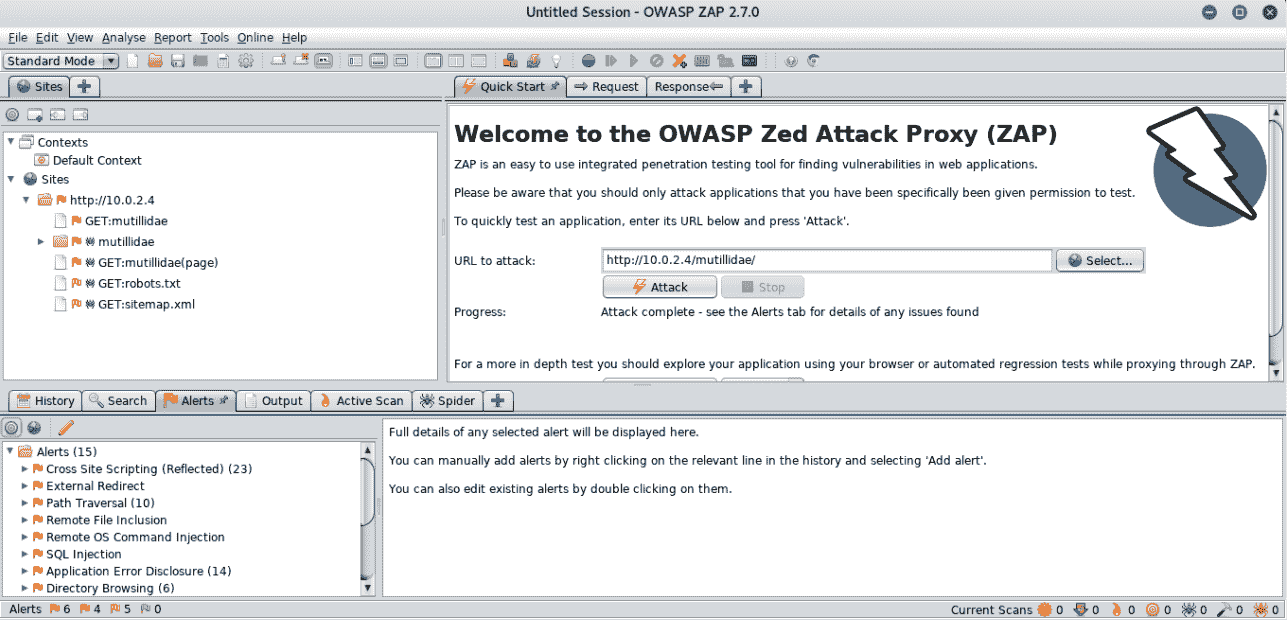 Untitled Session - OWASP ZAP 2.7.0
File Edit View Analyse Report Tools Online Help
Standard Mode
Sites
Quick Start
Request
Response
Contexts
Default Context
Sites
http://10.0.2.4
GET:mutillidae
mutillidae
GET:mutillidae(page)
GET:robots.txt
GET:sitemap.xml
Welcome to the OWASP Zed Attack Proxy (ZAP)
ZAP is an easy to use integrated penetration testing tool for finding vulnerabilities in web applications.
Please be aware that you should only attack applications that you have been specifically been given permission to test.
To quickly test an application, enter its URL below and press 'Attack'.
URL to attack:
http://10.0.2.4/mutillidae/
Select...
Attack
Stop
Progress:
Attack complete - see the Alerts tab for details of any issues found
For a more in depth test you should explore your application using your browser or automated regression tests while proxying through ZAP.
History
Search
Alerts
Output
Active Scan
Spider
Alerts (15)
Cross Site Scripting (Reflected) (23)
External Redirect
Path Traversal (10)
Remote File Inclusion
Remote OS Command Injection
SQL Injection
Application Error Disclosure (14)
Directory Browsing (6)
Full details of any selected alert will be displayed here.
You can manually add alerts by right clicking on the relevant line in the history and selecting 'Add alert'.
You can also edit existing alerts by double clicking on them.
Alerts 6 4 5 0
Current Scans 0 0 0 0 0 0 0